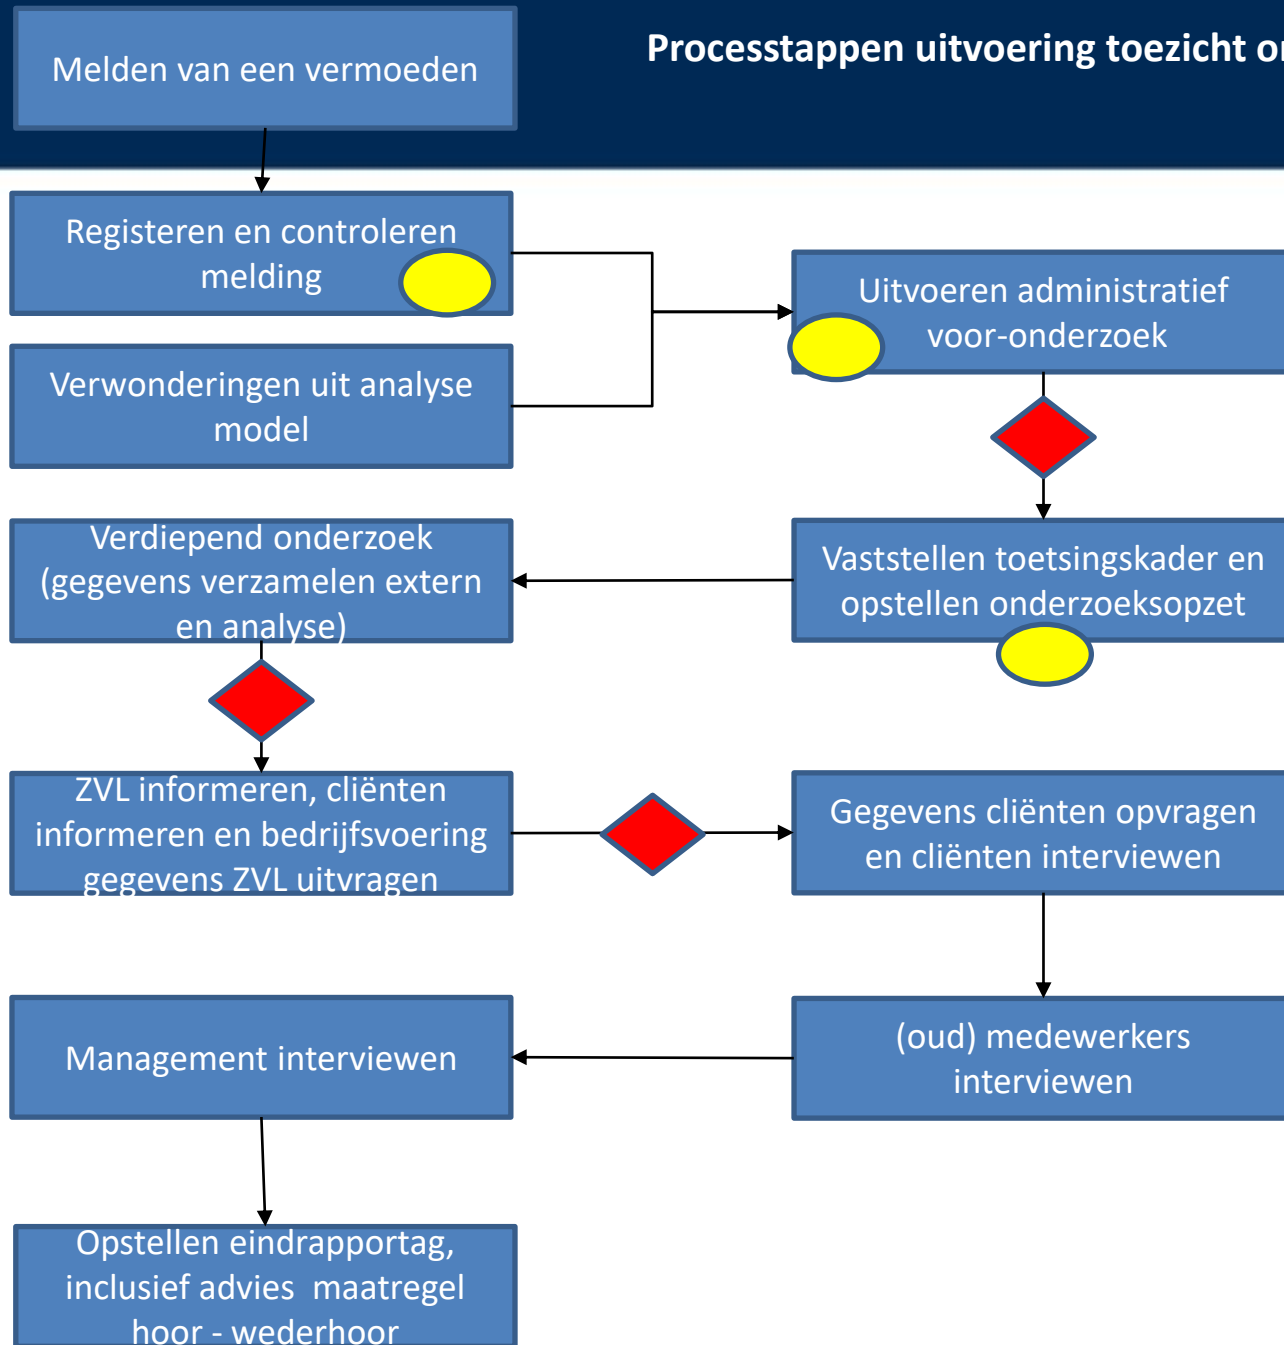 Processtappen uitvoering toezicht
Melden van een vermoeden
Registeren en controleren
melding
Verwonderingen uit analyse
model
Uitvoeren administratief
voor-onderzoek
Vaststellen toetsingskader en
opstellen onderzoeksopzet
Verdiepend onderzoek
(gegevens verzamelen extern
en analyse)
ZVL informeren, cliënten
informeren en bedrijfsvoering
gegevens ZVL uitvragen
Gegevens cliënten opvragen
en cliënten interviewen
(oud) medewerkers
interviewen
Management interviewen
Opstellen eindrapportag,
inclusief advies  maatregel
hoor - wederhoor